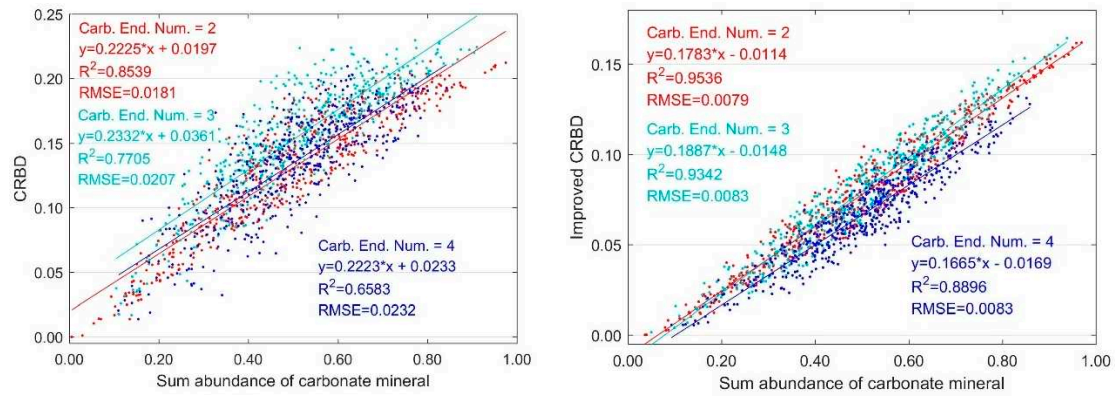 0.25
0.20
0.15
0.10
0.05
0.00
CRBD
Carb. End. Num. = 2
y=0.2225*x + 0.0197
R²=0.8539
RMSE=0.0181
Carb. End. Num. = 3
y=0.2332*x + 0.0361
R²=0.7705
RMSE=0.0207
Carb. End. Num. = 4
y=0.2223*x + 0.0233
R²=0.6583
RMSE=0.0232
0.00 0.20 0.40 0.60 0.80 1.00
Sum abundance of carbonate mineral
0.15
0.10
0.05
0.00
Improved CRBD
Carb. End. Num. = 2
y=0.1783*x - 0.0114
R²=0.9536
RMSE=0.0079
Carb. End. Num. = 3
y=0.1887*x - 0.0148
R²=0.9342
RMSE=0.0083
Carb. End. Num. = 4
y=0.1665*x - 0.0169
R²=0.8896
RMSE=0.0083
0.00 0.20 0.40 0.60 0.80 1.00
Sum abundance of carbonate mineral